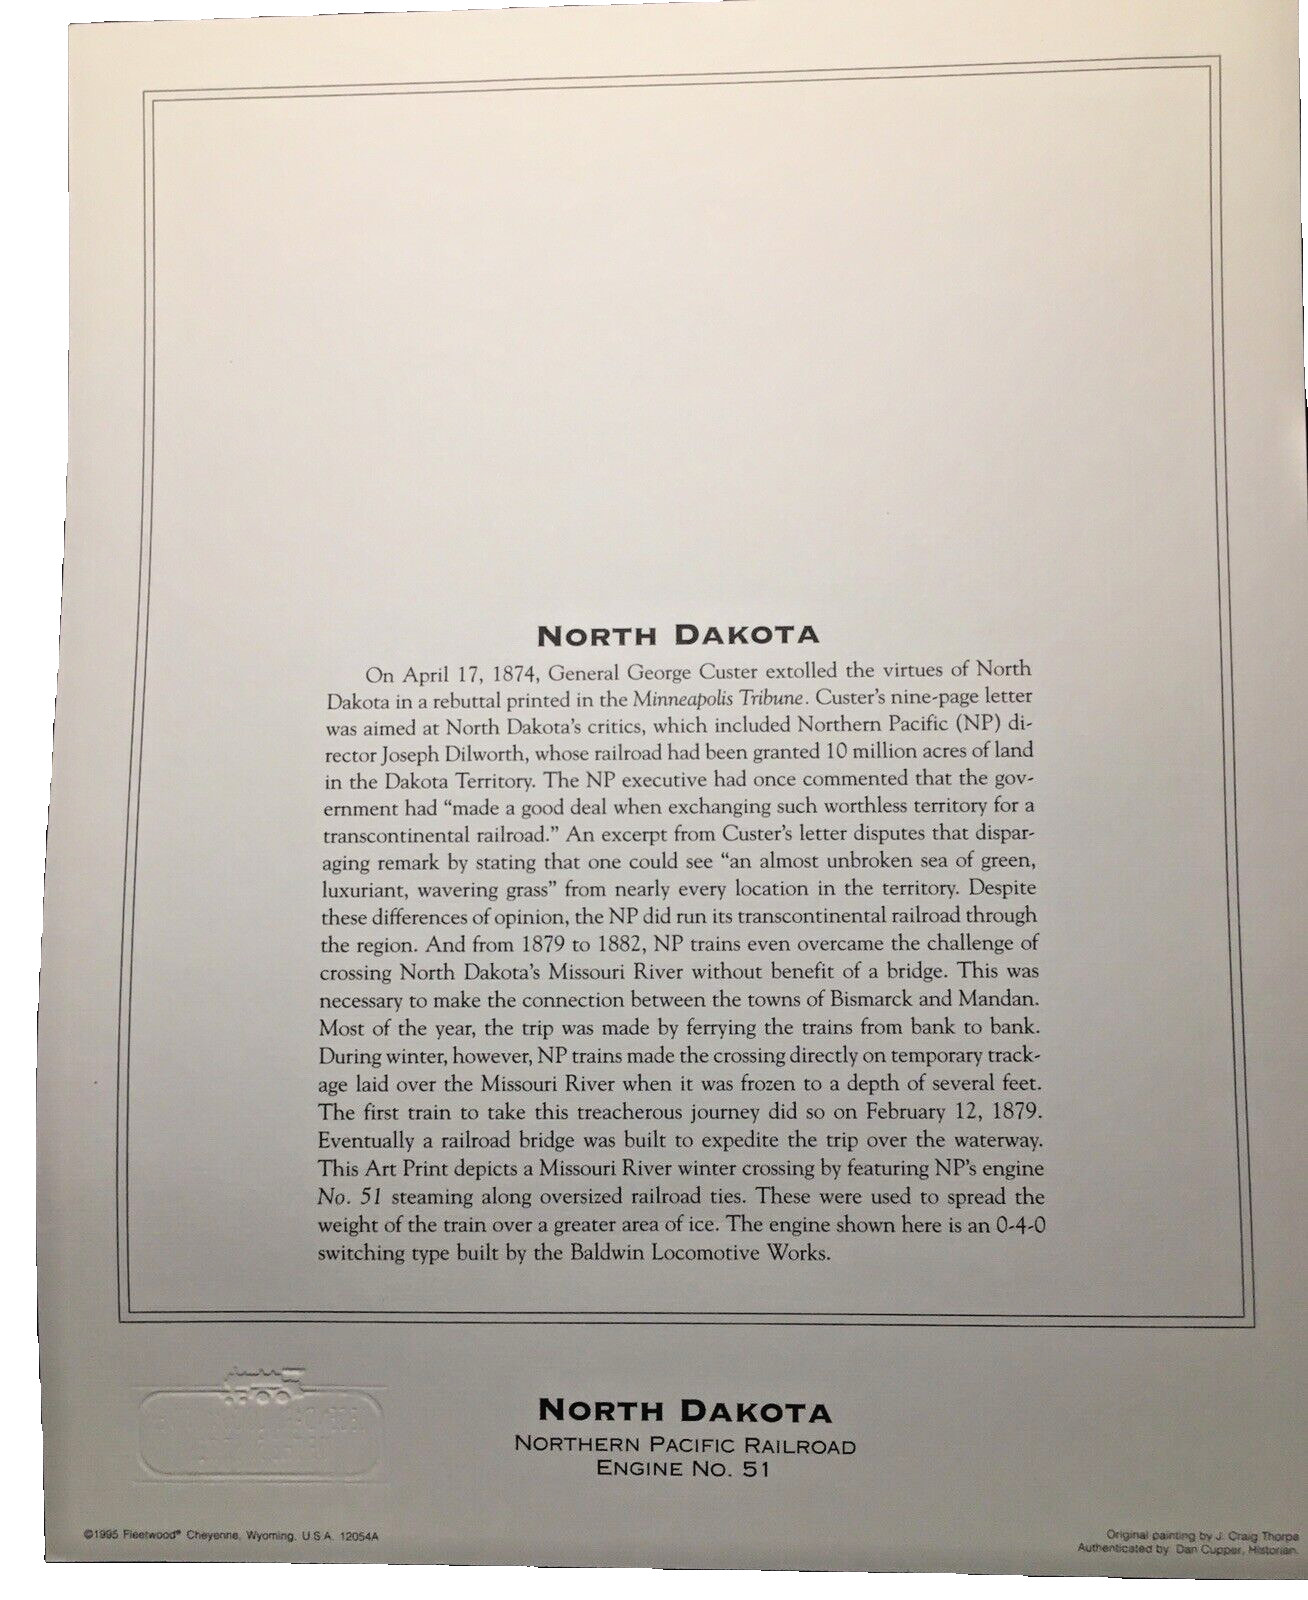 NORTH DAKOTA
On April 17, 1874, General George Custer extolled the virtues of North
Dakota in a rebuttal printed in the Minneapolis Tribune. Custer's nine-page letter
was aimed at North Dakota's critics, which included Northern Pacific (NP) di-
rector Joseph Dilworth, whose railroad had been granted 10 million acres of land
in the Dakota Territory. The NP executive had once commented that the gov-
ernment had “made a good deal when exchanging such worthless territory for a
transcontinental railroad.” An excerpt from Custer's letter disputes that dispar-
aging remark by stating that one could see “an almost unbroken sea of green,
luxuriant, wavering grass” from nearly every location in the territory. Despite
these differences of opinion, the NP did run its transcontinental railroad through
the region. And from 1879 to 1882, NP trains even overcame the challenge of
crossing North Dakota's Missouri River without benefit of a bridge. This was
necessary to make the connection between the towns of Bismarck and Mandan.
Most of the year, the trip was made by ferrying the trains from bank to bank.
During winter, however, NP trains made the crossing directly on temporary track-
age laid over the Missouri River when it was frozen to a depth of several feet.
The first train to take this treacherous journey did so on February 12, 1879.
Eventually a railroad bridge was built to expedite the trip over the waterway.
This Art Print depicts a Missouri River winter crossing by featuring NP's engine
No. 51 steaming along oversized railroad ties. These were used to spread the
weight of the train over a greater area of ice. The engine shown here is an 0-4-0
switching type built by the Baldwin Locomotive Works.
NORTH DAKOTA
NORTHERN PACIFIC RAILROAD
ENGINE NO. 51
©1995 Fleetwood® Cheyenne, Wyoming, U.S.A. 12054A
Original painting by J. Craig Thorpe
Authenticated by: Dan Cupper, Historian.